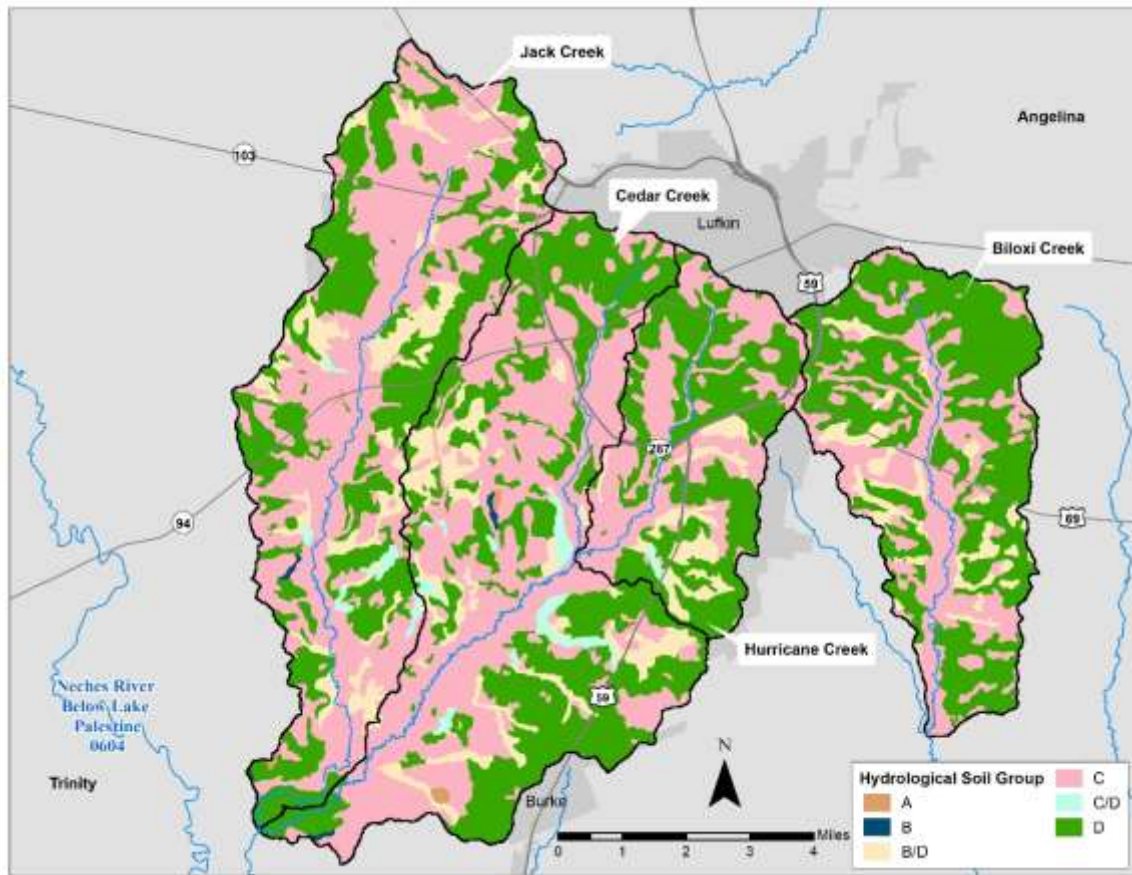 Jack Creek
Angelina
103
Cedar Creek
Lufkin
Biloxi Creek
59
287
94
69
Hurricane Creek
59
Neches River
Below Lake
Palestine
0604
Trinity
N
Burke
Miles
0 1 2 3 4
Hydrological Soil Group
A
B
B/D
C
C/D
D